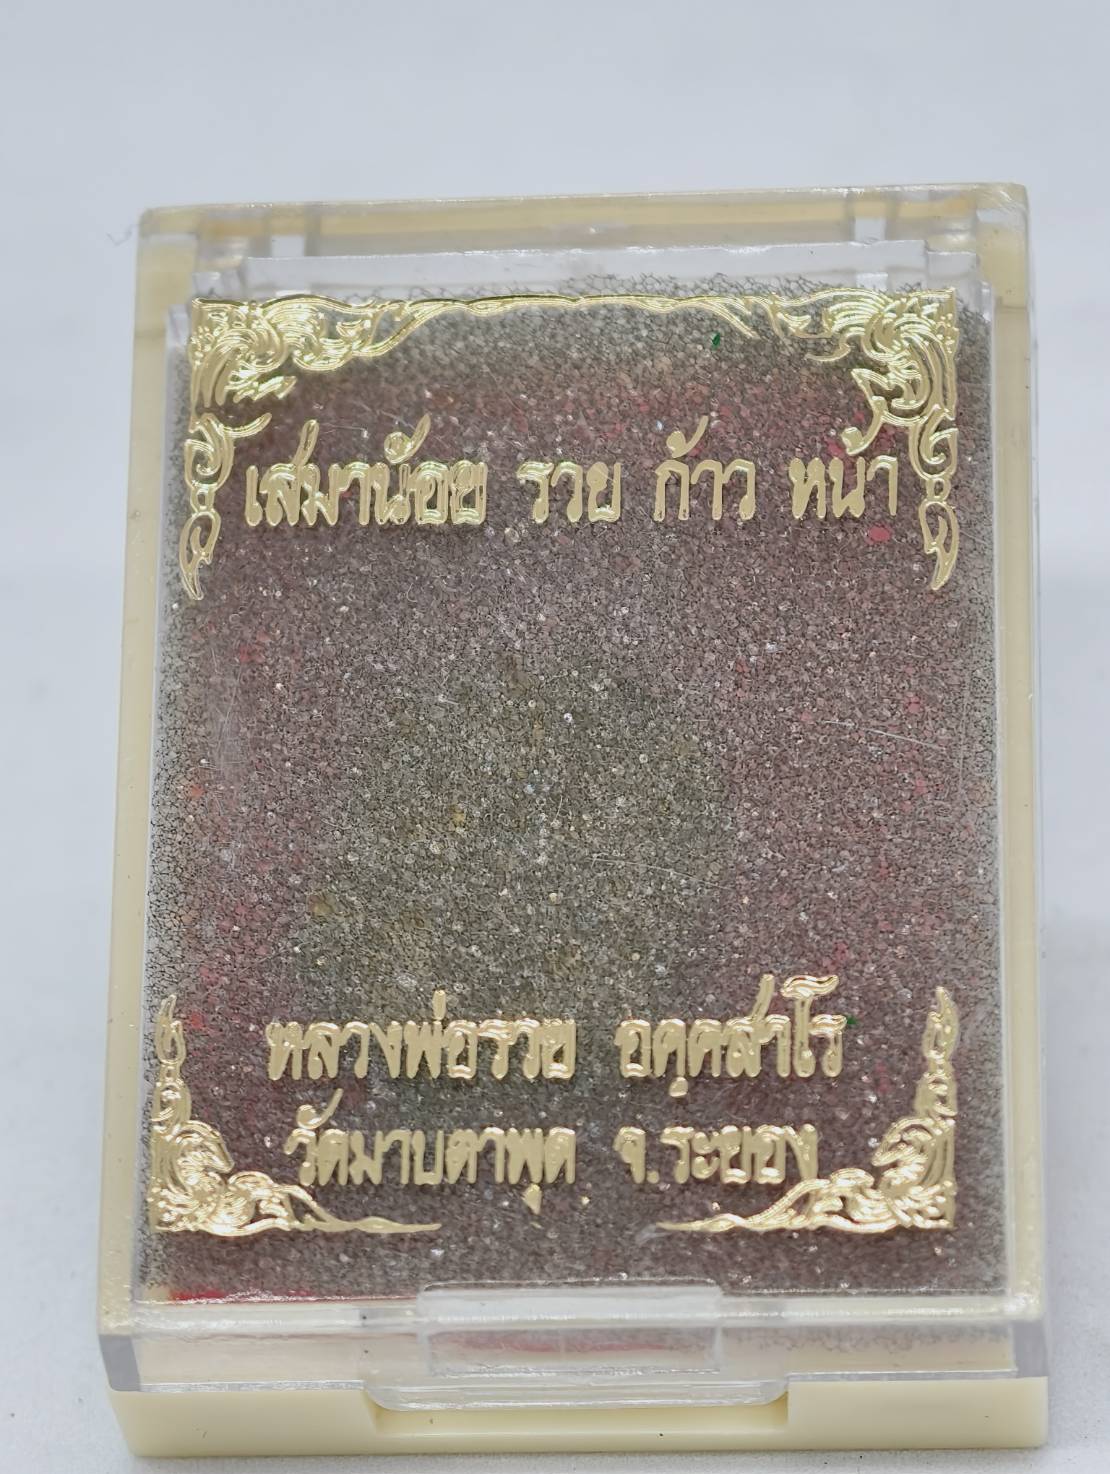 เสมาน้อย รวย ก้าว หน้า
หลวงพ่อรวย อคฺคสาโร
วัดมาบตาพุด จ.ระยอง